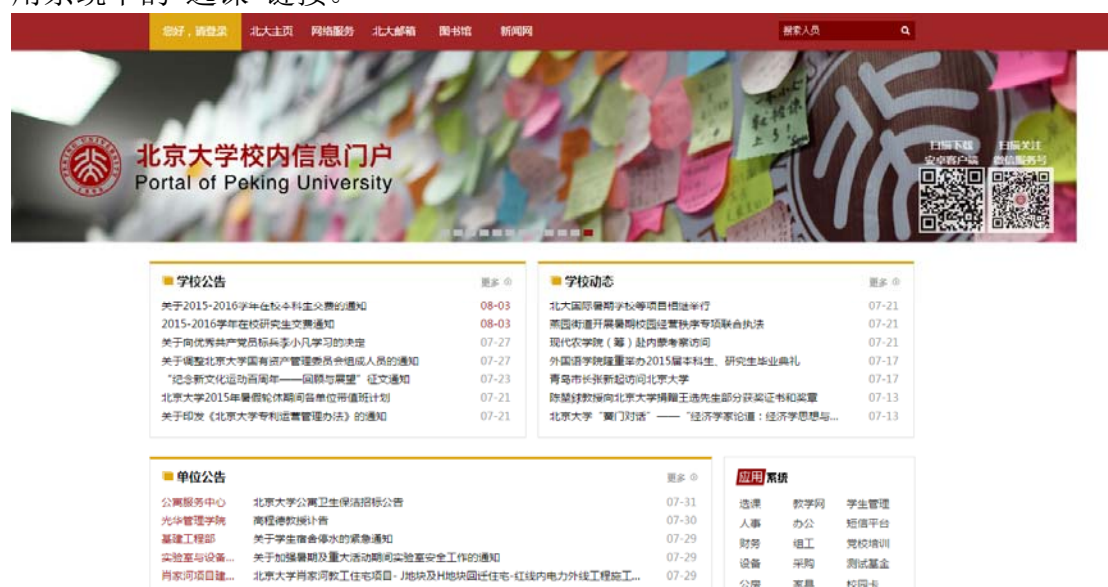 用系统中的"选课"链接。
您好，请登录 北大主页 网络服务 北大邮箱 图书馆 新闻网 搜索人员
北京大学校内信息门户
Portal of Peking University
扫描下载 扫描关注
安卓客户端 微信服务号
学校公告 更多
关于2015-2016学年在校本科生交费的通知 08-03
2015-2016学年在校研究生交费通知 08-03
关于向优秀共产党员标兵李小凡学习的决定 07-27
关于调整北京大学国有资产管理委员会组成人员的通知 07-27
“纪念新文化运动百周年——回顾与展望”征文通知 07-23
北京大学2015年暑假轮休期间各单位带值班计划 07-21
关于印发《北京大学专利运营管理办法》的通知 07-21
学校动态 更多
北大国际暑期学校等项目相继举行 07-21
燕园街道开展暑期校园经营秩序专项联合执法 07-21
现代农学院（筹）赴内蒙考察访问 07-21
外国语学院隆重举办2015届本科生、研究生毕业典礼 07-17
青岛市长张新起访问北京大学 07-17
陈堃銶教授向北京大学捐赠王选先生部分获奖证书和奖章 07-13
北京大学“黉门对话”——“经济学家论道：经济学思想与... 07-13
单位公告 更多
公寓服务中心 北京大学公寓卫生保洁招标公告 07-31
光华管理学院 高程德教授讣告 07-30
基建工程部 关于学生宿舍停水的紧急通知 07-29
实验室与设备... 关于加强暑期及重大活动期间实验室安全工作的通知 07-29
肖家河项目建... 北京大学肖家河教工住宅项目- J地块及H地块回迁住宅-红线内电力外线工程施工... 07-29
应用系统
选课 教学网 学生管理
人事 办公 短信平台
财务 组工 党校培训
设备 采购 测试基金
公房 家具 校园卡